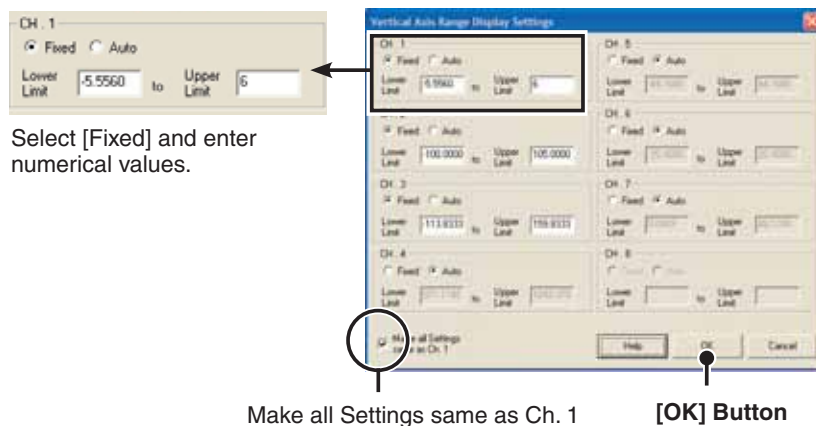 CH . 1
Fixed Auto
Lower Limit -5.5560 to Upper Limit 6
Select [Fixed] and enter
numerical values.
Vertical Axis Range Display Settings
CH. 1
Fixed Auto
Lower Limit -5.5560 to Upper Limit 6
Fixed Auto
Lower Limit 100.0000 to Upper Limit 105.0000
CH. 3
Fixed Auto
Lower Limit to Upper Limit
CH. 4
Fixed Auto
Lower Limit to Upper Limit
CH. 5
Fixed Auto
Lower Limit to Upper Limit
CH. 6
Fixed Auto
Lower Limit to Upper Limit
CH. 7
Fixed Auto
Lower Limit to Upper Limit
CH. 8
Lower Limit to Upper Limit
Make all Settings
same as Ch. 1
Help OK Cancel
Make all Settings same as Ch. 1
[OK] Button